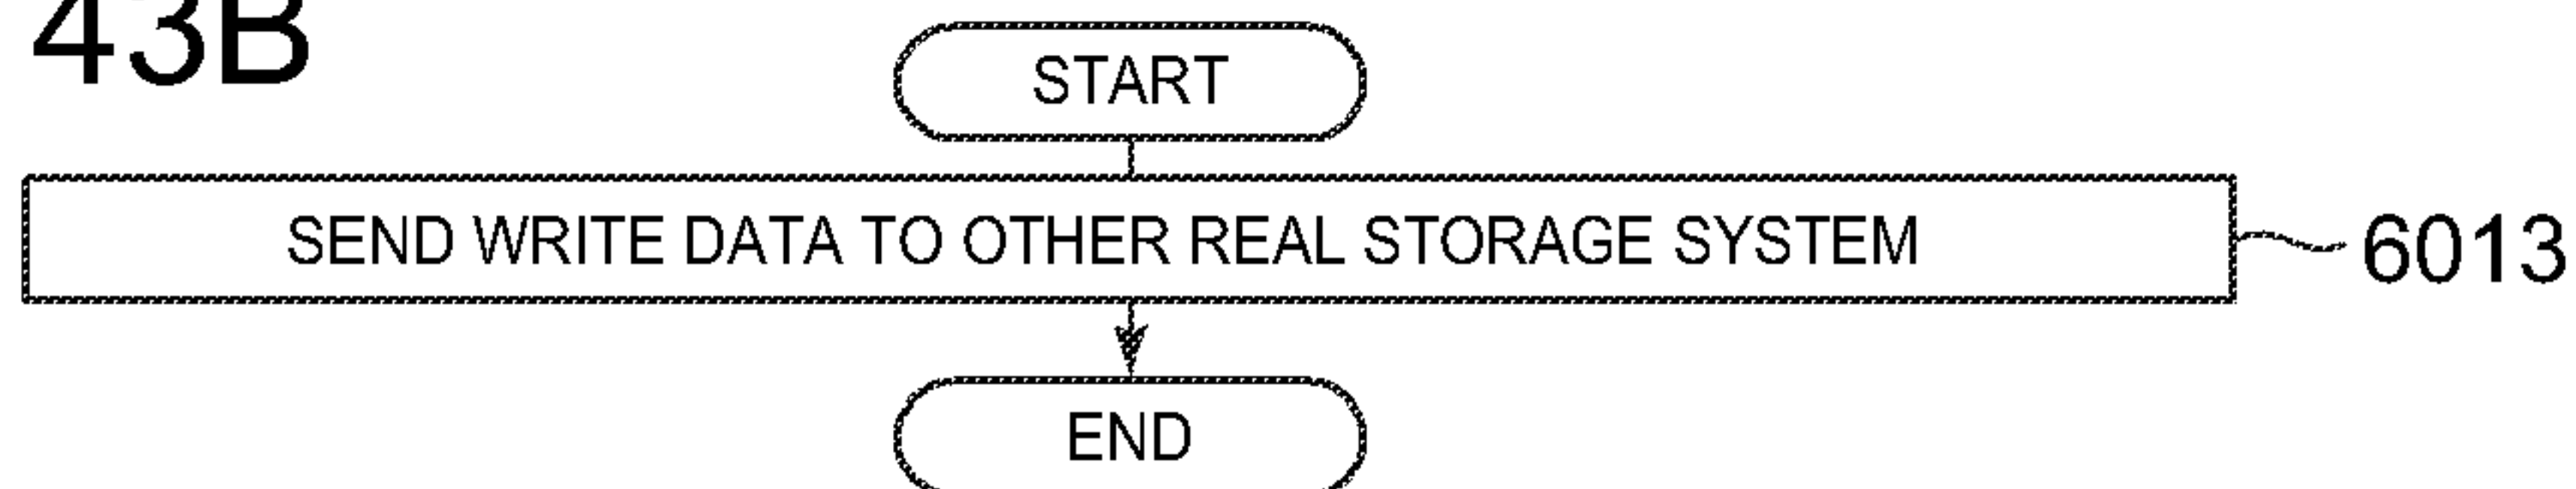 43B
START
SEND WRITE DATA TO OTHER REAL STORAGE SYSTEM
6013
END